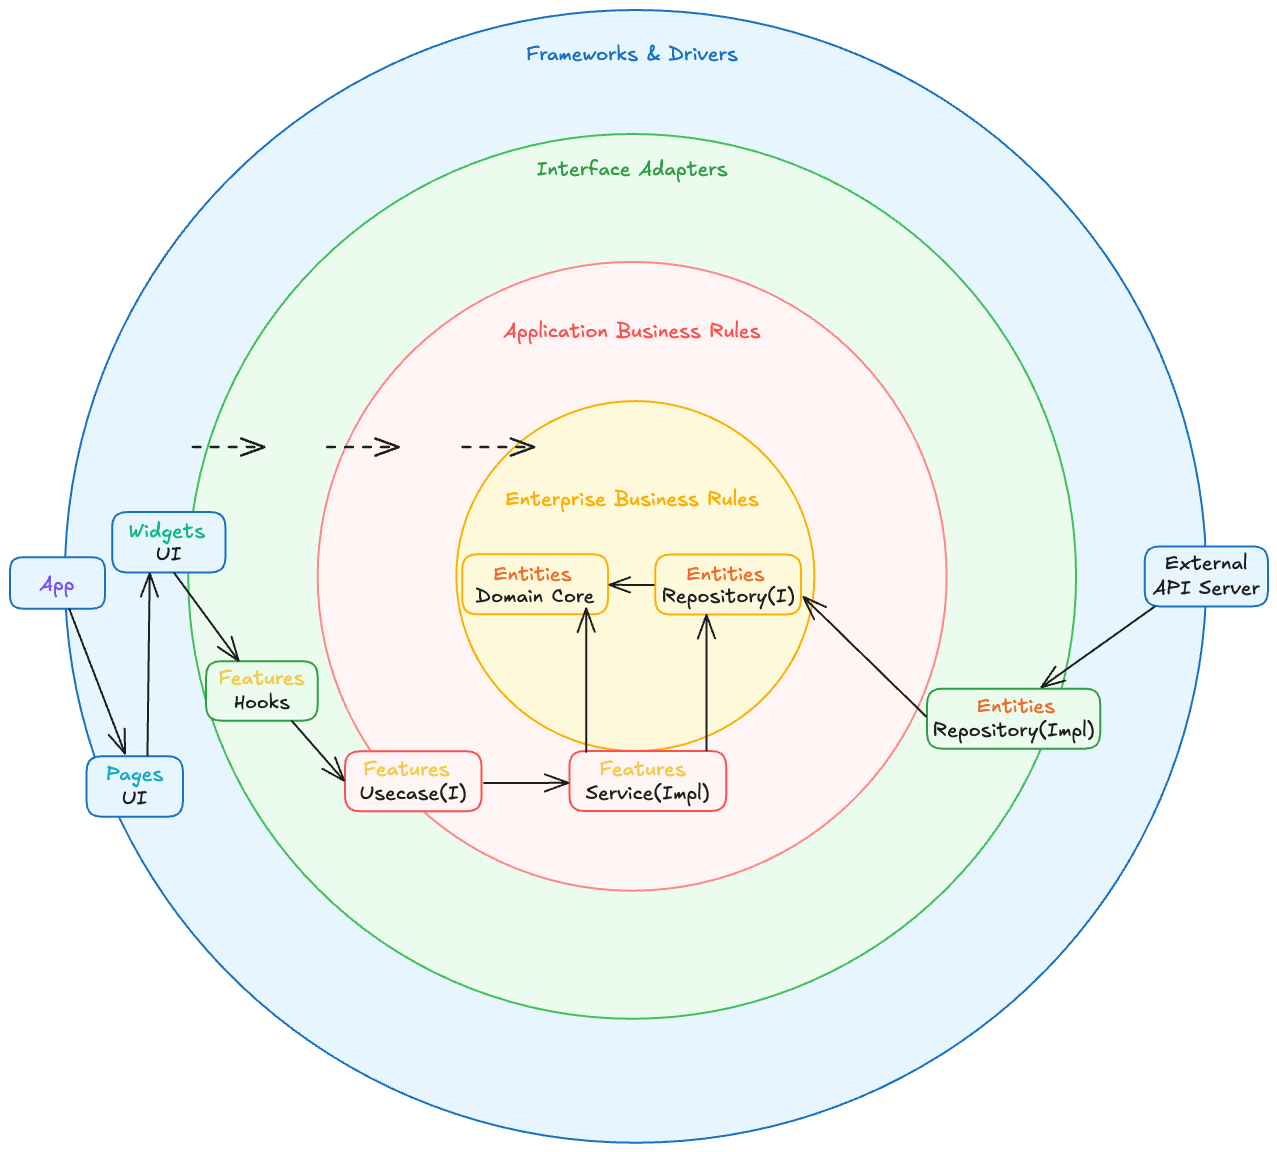 Frameworks & Drivers
Interface Adapters
Application Business Rules
Enterprise Business Rules
Widgets
UI
App
Pages
UI
Features
Hooks
Features
Usecase(I)
Features
Service(Impl)
Entities
Domain Core
Entities
Repository(I)
Entities
Repository(Impl)
External
API Server